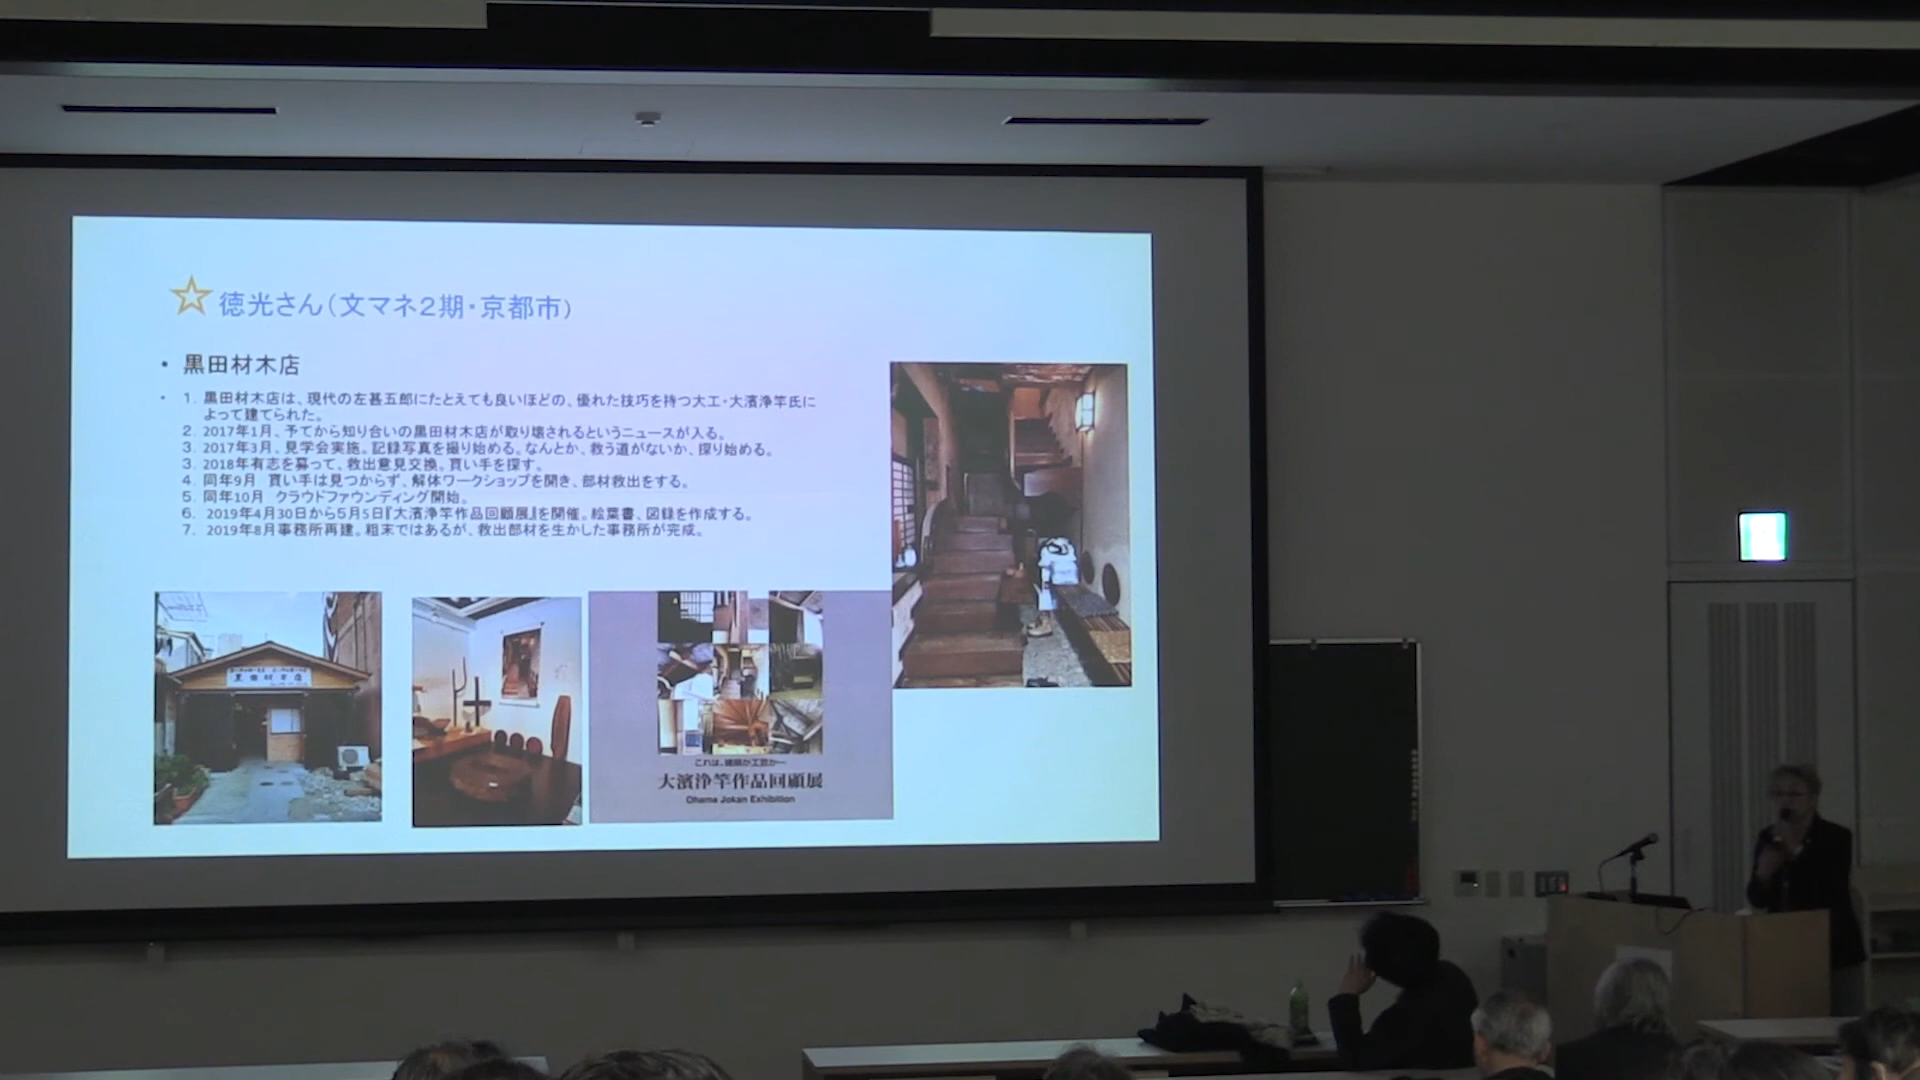 ☆徳光さん（文マネ２期・京都市）
• 黒田材木店
• 1. 黒田材木店は、現代の左甚五郎にたとえても良いほどの、優れた技巧を持つ大工・大濱浄竿氏に
よって建てられた。
2. 2017年1月、予てから知り合いの黒田材木店が取り壊されるというニュースが入る。
3. 2017年3月、見学会実施。記録写真を撮り始める。なんとか、救う道がないか、探り始める。
3. 2018年有志を募って、救出意見交換。買い手を探す。
4. 同年9月 買い手は見つからず、解体ワークショップを開き、部材救出をする。
5. 同年10月 クラウドファウンディング開始。
6. 2019年4月30日から5月5日『大濱浄竿作品回顧展』を開催。絵葉書、図録を作成する。
7. 2019年8月事務所再建。粗末ではあるが、救出部材を生かした事務所が完成。
黒田材木店
大濱浄竿作品回顧展
Ohama Jokan Exhibition